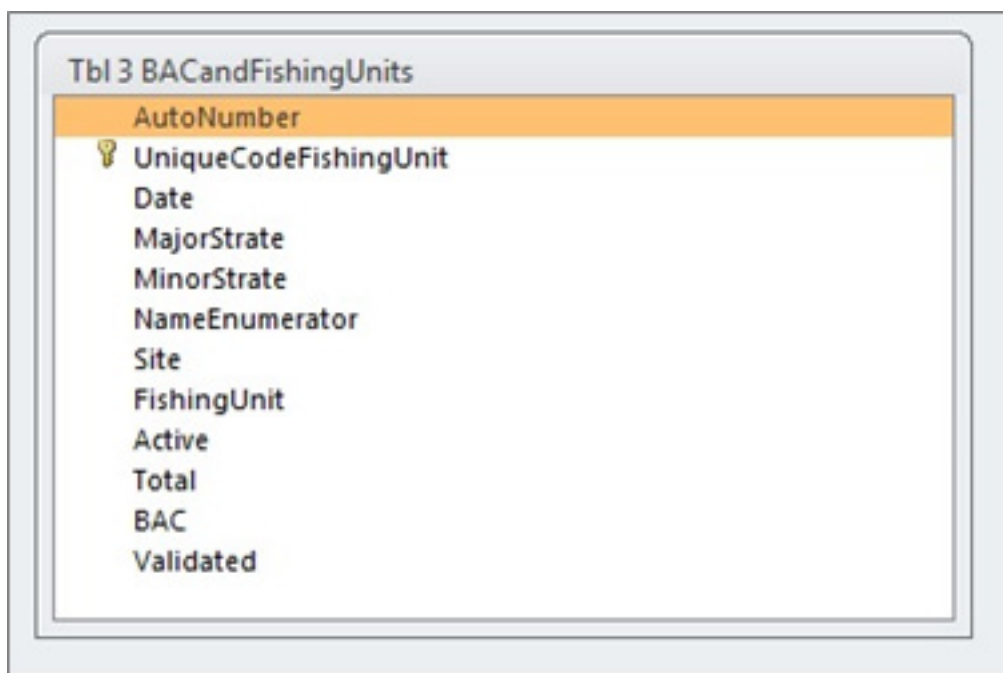 Tbl 3 BACandFishingUnits
AutoNumber
UniqueCodeFishingUnit
Date
MajorStrate
MinorStrate
NameEnumerator
Site
FishingUnit
Active
Total
BAC
Validated